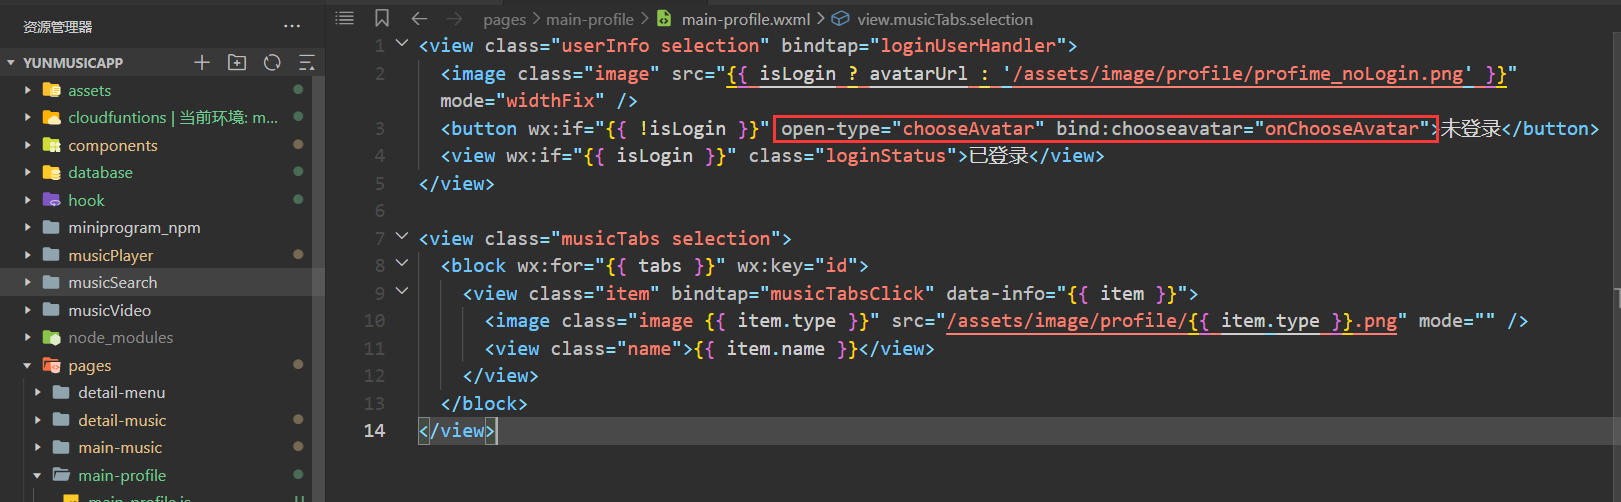 资源管理器
···
YUNMUSICAPP
assets
cloudfuntions | 当前环境: m...
components
database
hook
miniprogram_npm
musicPlayer
musicSearch
musicVideo
node_modules
pages
detail-menu
detail-music
main-music
main-profile
main-profile.js
pages > main-profile > main-profile.wxml > view.musicTabs.selection
1 <view class="userInfo selection" bindtap="loginUserHandler">
2 <image class="image" src="{{ isLogin ? avatarUrl : '/assets/image/profile/profime_noLogin.png' }}"
mode="widthFix" />
3 <button wx:if="{{ !isLogin }}" open-type="chooseAvatar" bind:chooseavatar="onChooseAvatar">未登录</button>
4 <view wx:if="{{ isLogin }}" class="loginStatus">已登录</view>
5 </view>
6
7 <view class="musicTabs selection">
8 <block wx:for="{{ tabs }}" wx:key="id">
9 <view class="item" bindtap="musicTabsClick" data-info="{{ item }}">
10 <image class="image {{ item.type }}" src="/assets/image/profile/{{ item.type }}.png" mode="" />
11 <view class="name">{{ item.name }}</view>
12 </view>
13 </block>
14 </view>